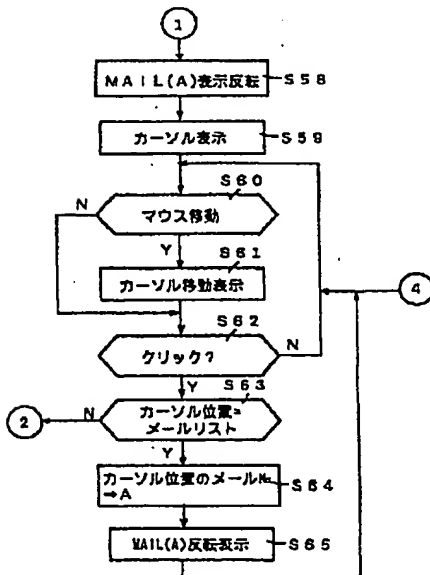 1
MAIL(A)表示反転
S58
カーソル表示
S59
S60
N
マウス移動
Y
S61
カーソル移動表示
4
S62
クリック?
N
Y
S63
2
N
カーソル位置=
メールリスト
Y
カーソル位置のメール№
⇒A
S64
MAIL(A)反転表示
S65